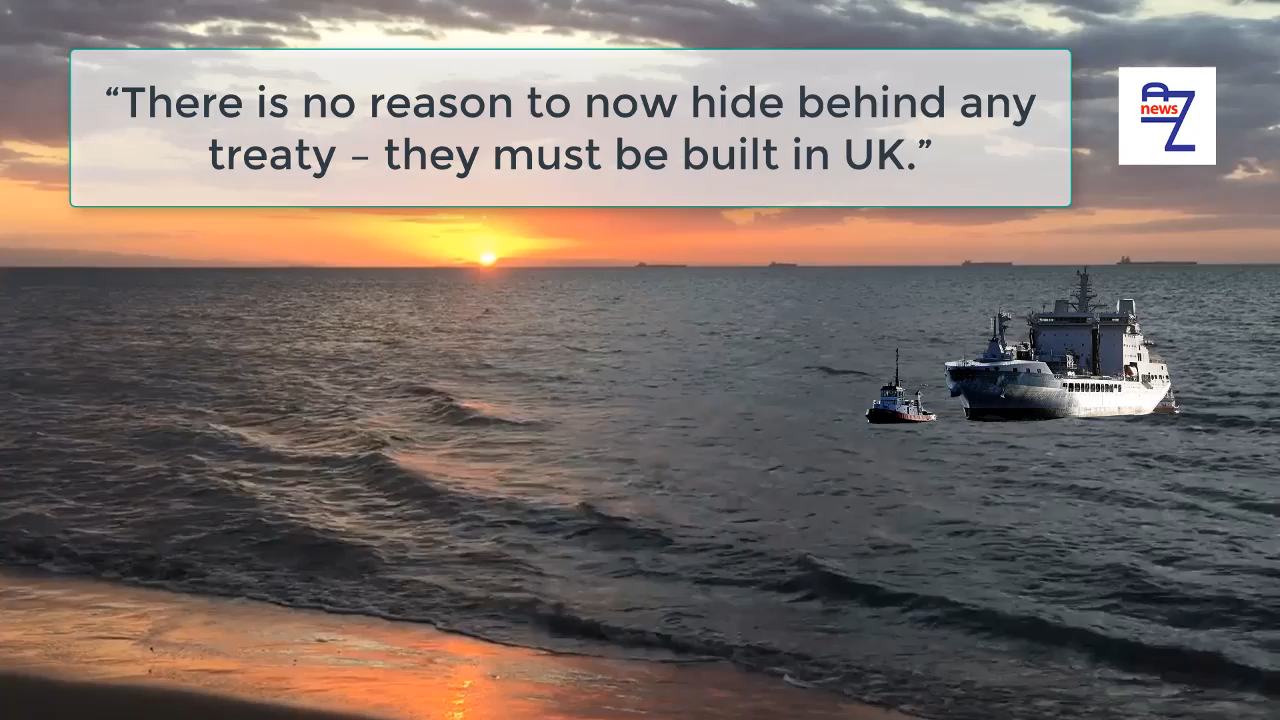 “There is no reason to now hide behind any
treaty – they must be built in UK.”
news